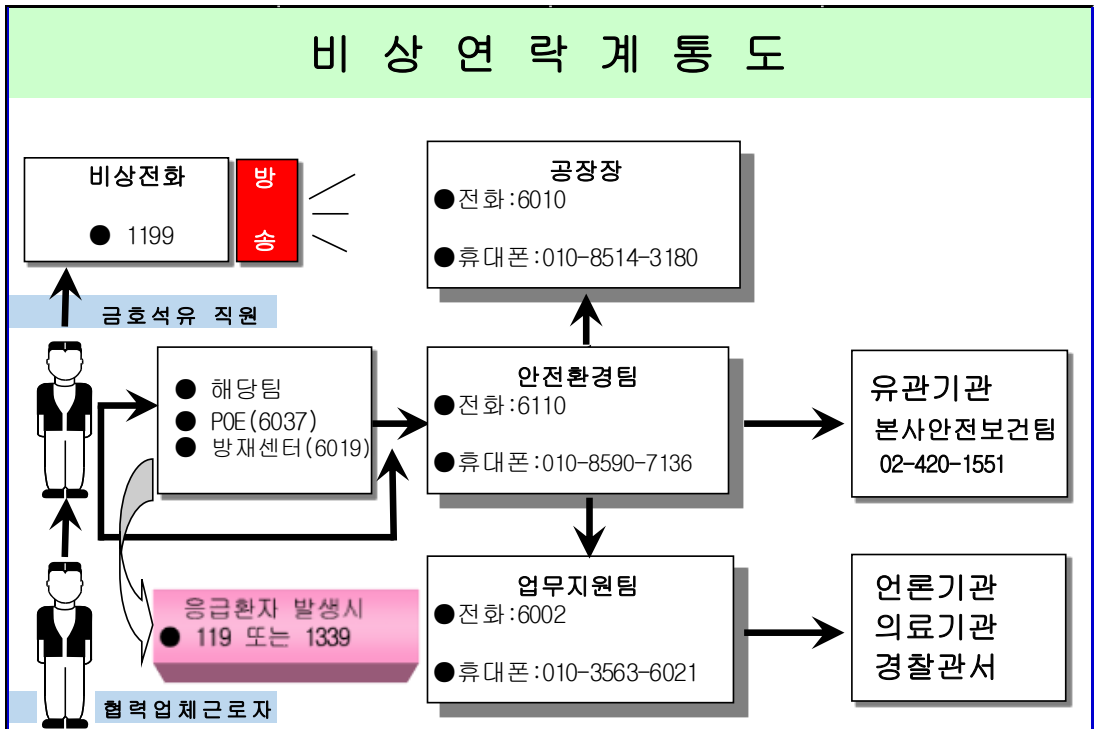 비 상 연 락 계 통 도
비상전화
● 1199
방
송
공장장
●전화:6010
●휴대폰:010-8514-3180
금호석유 직원
● 해당팀
● POE(6037)
● 방재센터(6019)
안전환경팀
●전화:6110
●휴대폰:010-8590-7136
유관기관
본사안전보건팀
02-420-1551
응급환자 발생시
● 119 또는 1339
업무지원팀
●전화:6002
●휴대폰:010-3563-6021
언론기관
의료기관
경찰관서
협력업체근로자